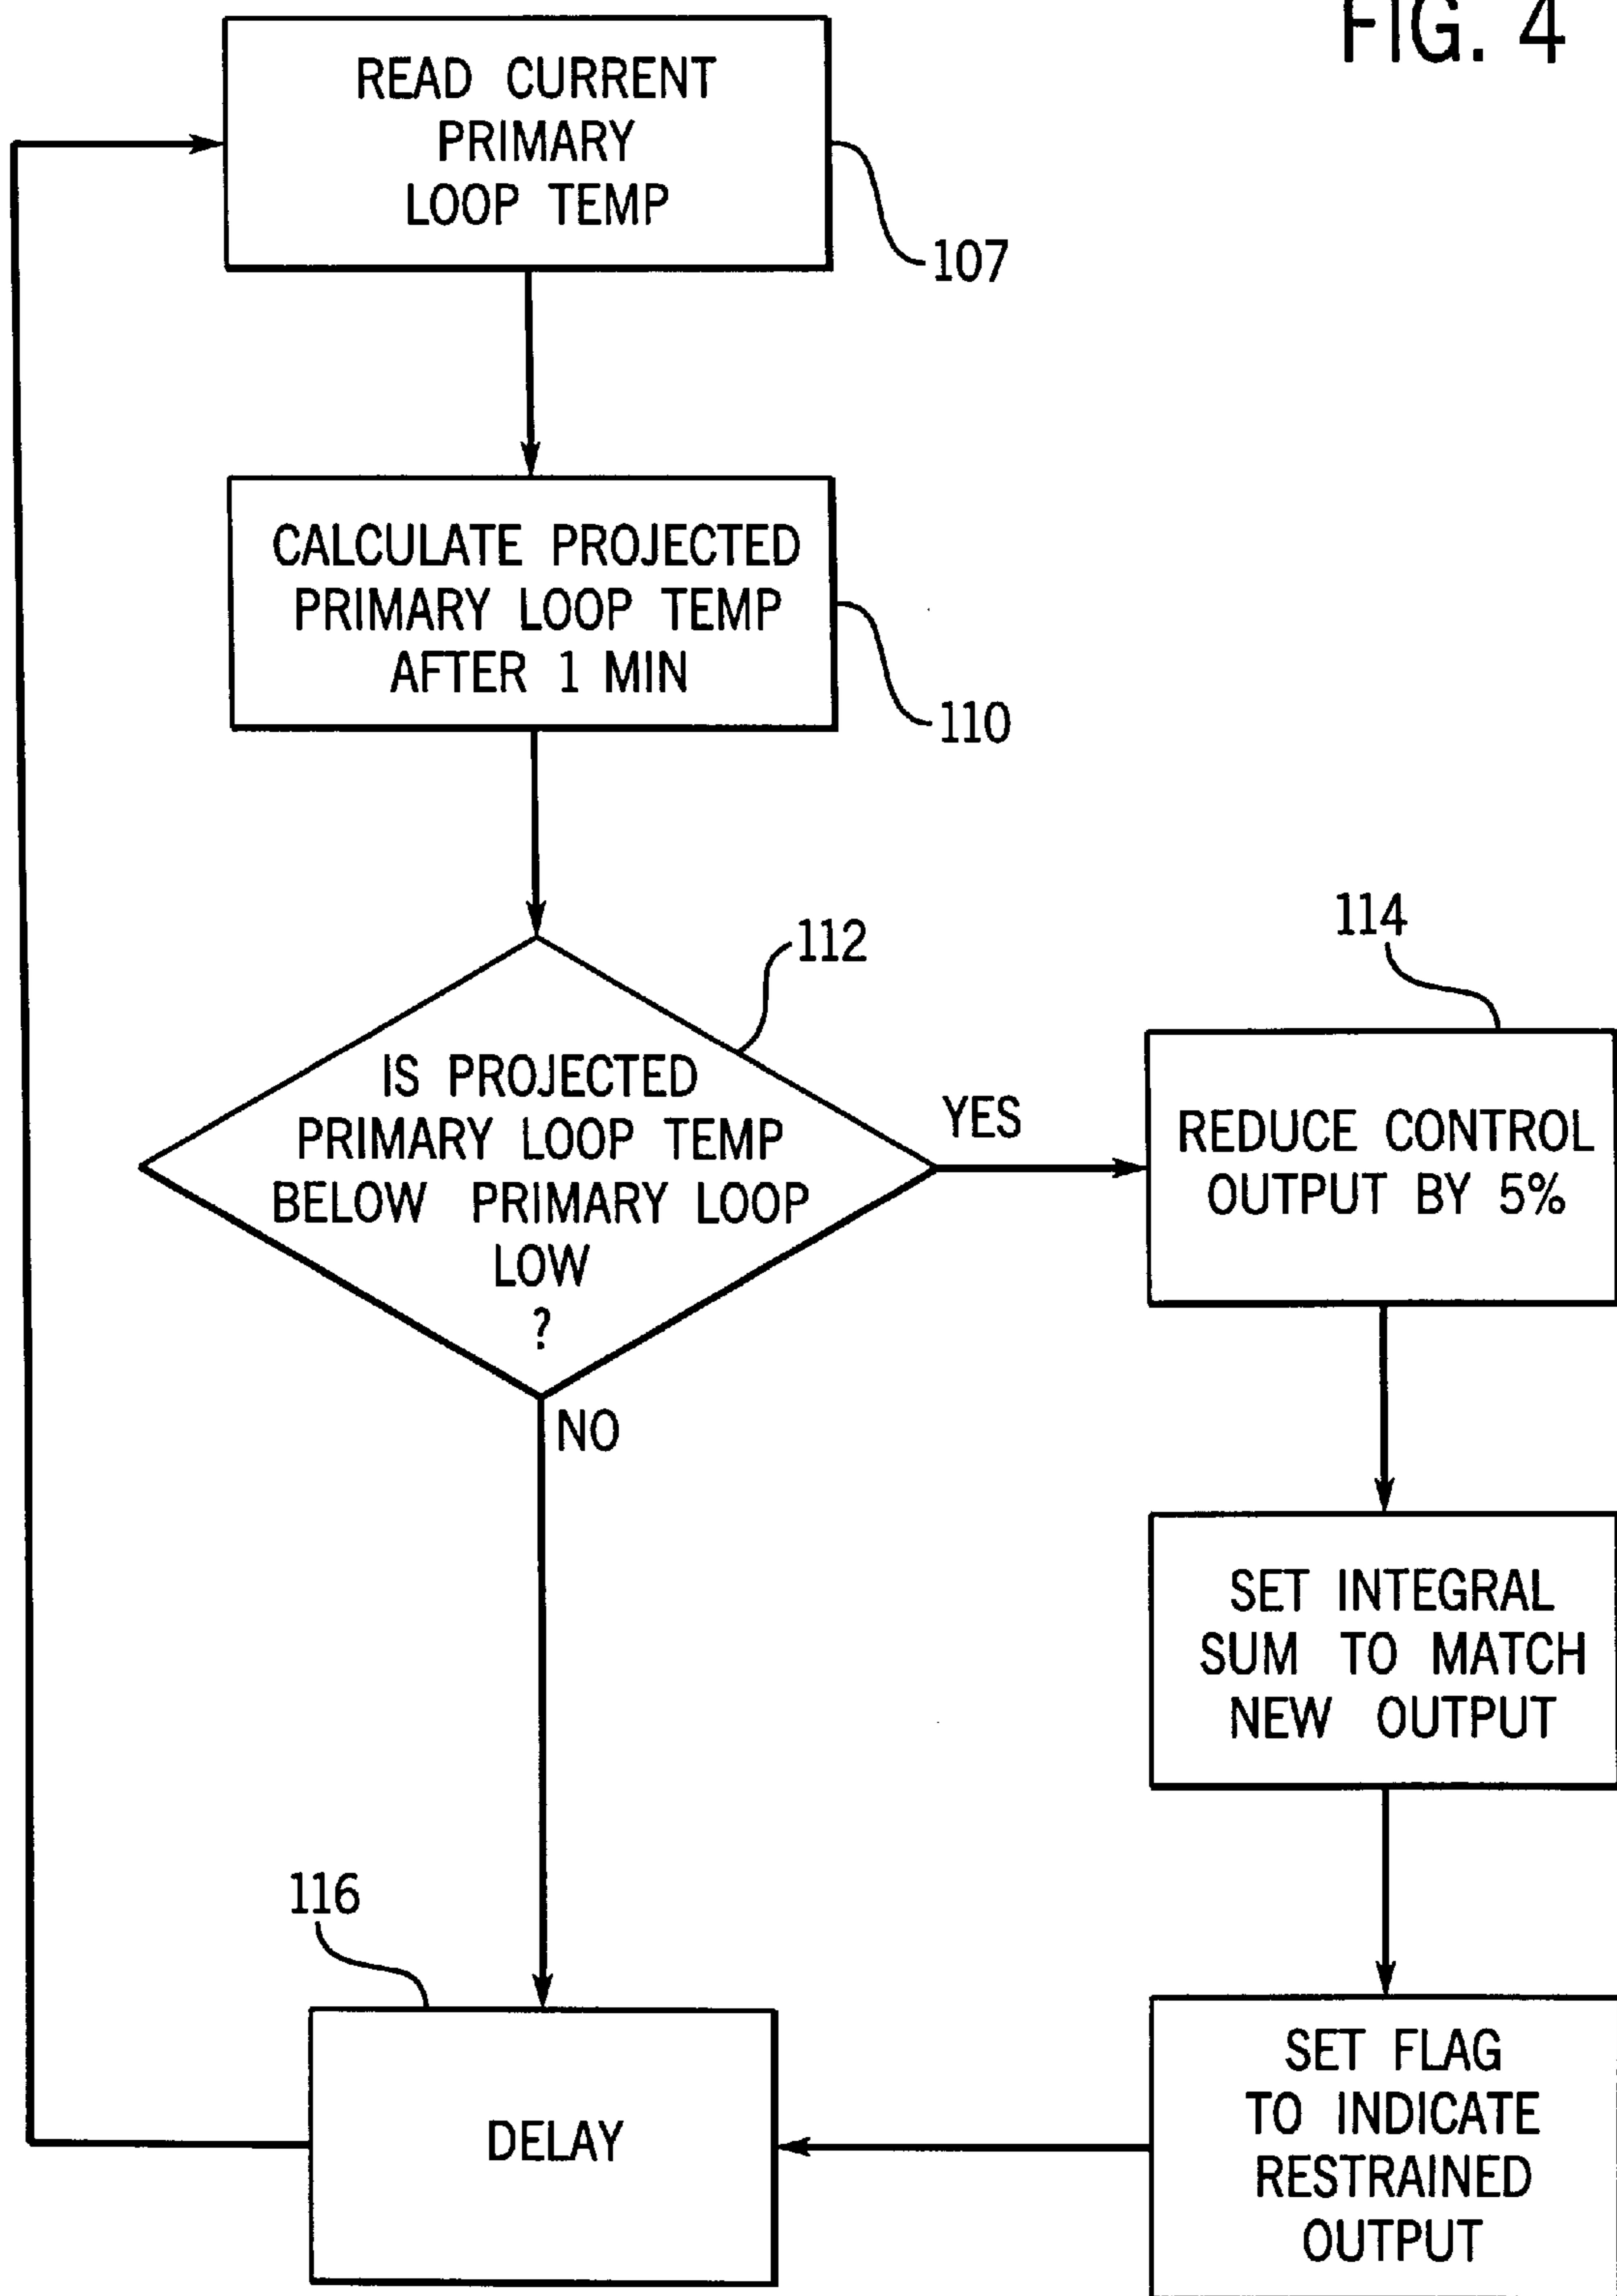 FIG. 4
READ CURRENT
PRIMARY
LOOP TEMP
107
CALCULATE PROJECTED
PRIMARY LOOP TEMP
AFTER 1 MIN
110
112
IS PROJECTED
PRIMARY LOOP TEMP
BELOW PRIMARY LOOP
LOW
?
YES
NO
114
REDUCE CONTROL
OUTPUT BY 5%
SET INTEGRAL
SUM TO MATCH
NEW OUTPUT
SET FLAG
TO INDICATE
RESTRAINED
OUTPUT
116
DELAY